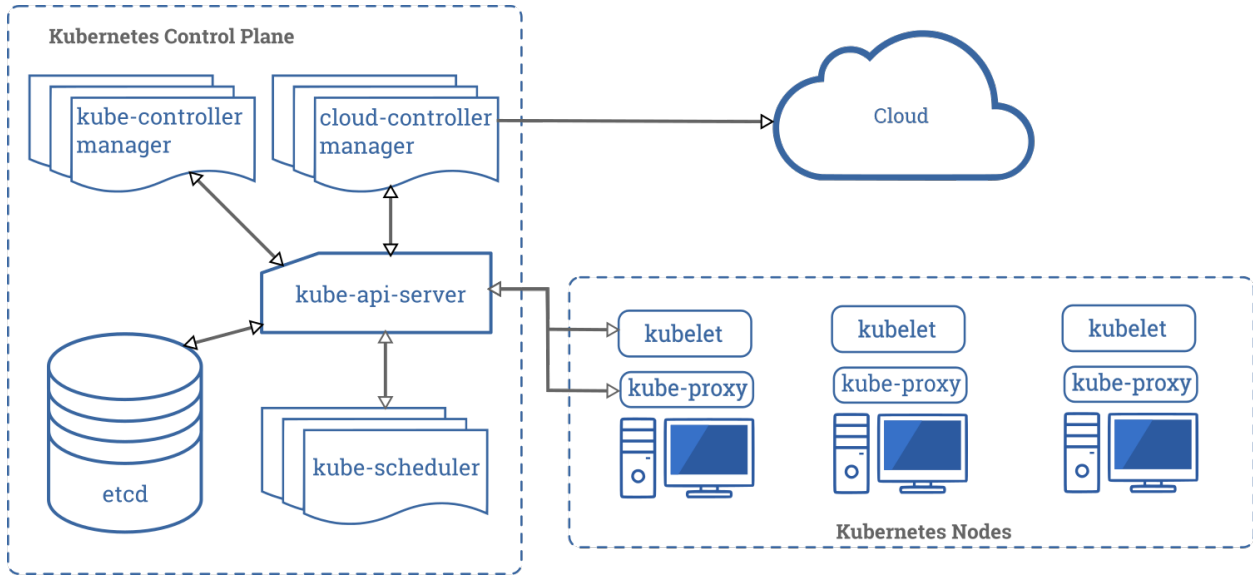 Kubernetes Control Plane
kube-controller
manager
cloud-controller
manager
Cloud
kube-api-server
etcd
kube-scheduler
kubelet
kubelet
kubelet
kube-proxy
kube-proxy
kube-proxy
Kubernetes Nodes